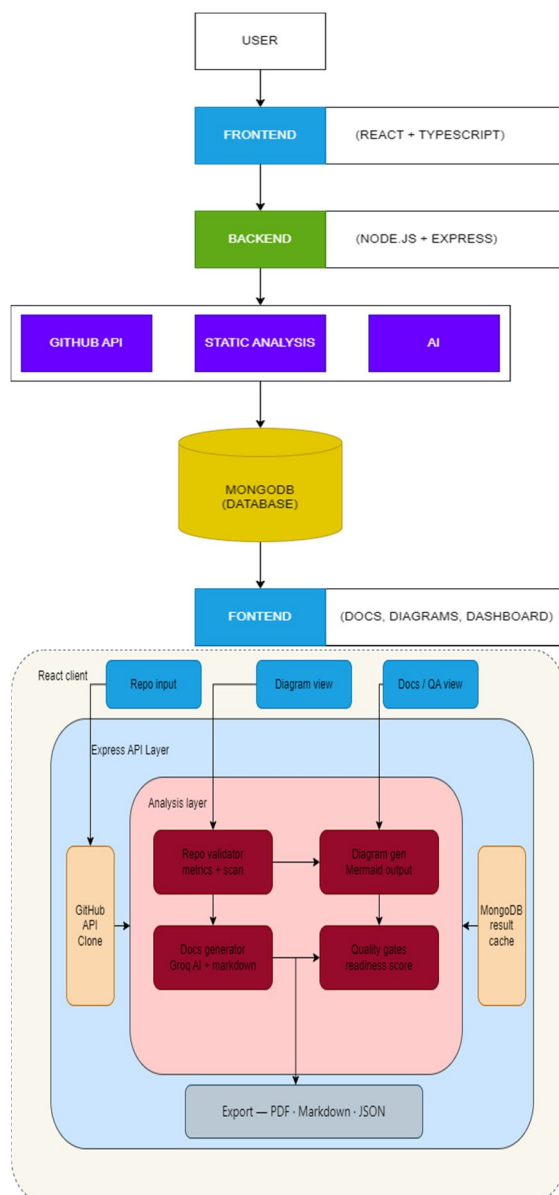 USER
FRONTEND
(REACT + TYPESCRIPT)
BACKEND
(NODE.JS + EXPRESS)
GITHUB API
STATIC ANALYSIS
AI
MONGODB
(DATABASE)
FONTEND
(DOCS, DIAGRAMS, DASHBOARD)
React client
Repo input
Diagram view
Docs / QA view
Express API Layer
Analysis layer
Repo validator
metrics + scan
Diagram gen
Mermaid output
GitHub
API
Clone
MongoDB
result
cache
Docs generator
Groq AI + markdown
Quality gates
readiness score
Export — PDF · Markdown · JSON